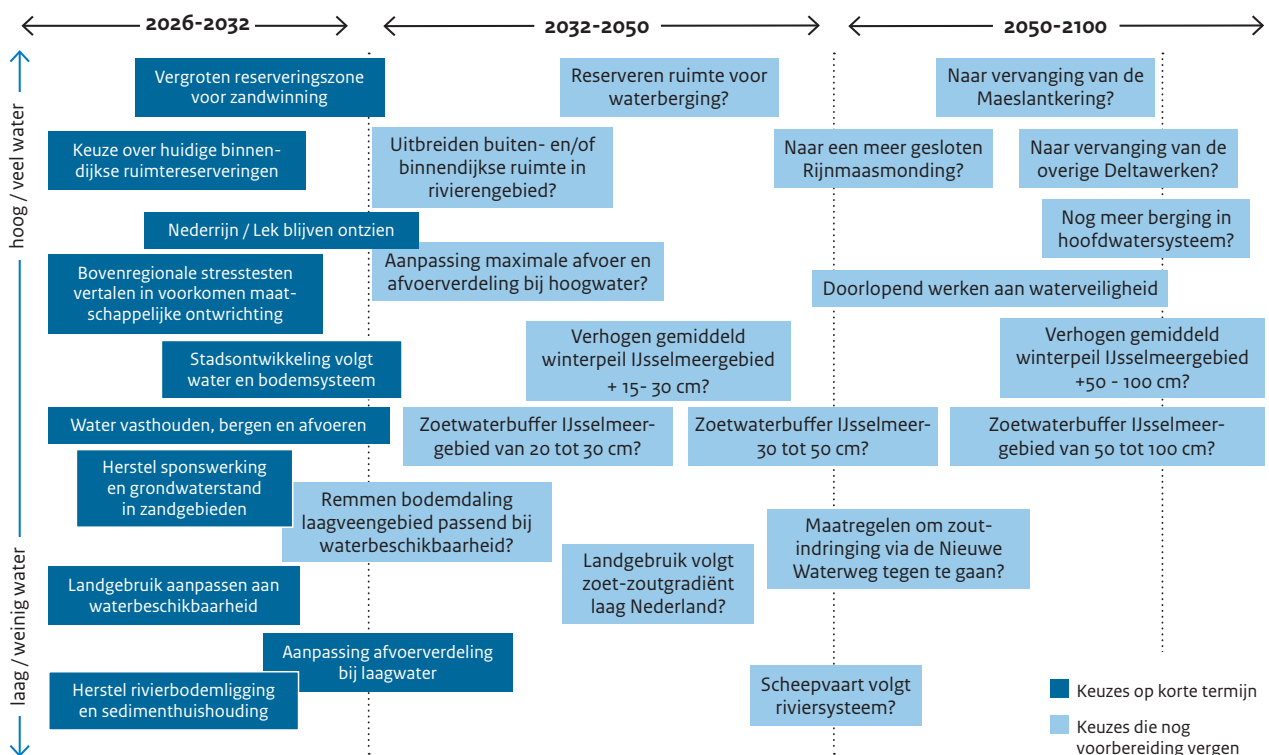 2026-2032
2032-2050
2050-2100
hoog / veel water
laag / weinig water
Vergroten reserveringszone
voor zandwinning
Reserveren ruimte voor
waterberging?
Naar vervanging van de
Maeslantkering?
Keuze over huidige binnen-
dijkse ruimtereserveringen
Uitbreiden buiten- en/of
binnendijkse ruimte in
rivierengebied?
Naar een meer gesloten
Rijnmaasmonding?
Naar vervanging van de
overige Deltawerken?
Nederrijn / Lek blijven ontzien
Nog meer berging in
hoofdwatersysteem?
Bovenregionale stresstesten
vertalen in voorkomen maat-
schappelijke ontwrichting
Aanpassing maximale afvoer en
afvoerverdeling bij hoogwater?
Doorlopend werken aan waterveiligheid
Stadsontwikkeling volgt
water en bodemsysteem
Verhogen gemiddeld
winterpeil IJsselmeergebied
+ 15- 30 cm?
Verhogen gemiddeld
winterpeil IJsselmeergebied
+50 - 100 cm?
Water vasthouden, bergen en afvoeren
Zoetwaterbuffer IJsselmeer-
gebied van 20 tot 30 cm?
Zoetwaterbuffer IJsselmeer-
30 tot 50 cm?
Zoetwaterbuffer IJsselmeer-
gebied van 50 tot 100 cm?
Herstel sponswerking
en grondwaterstand
in zandgebieden
Remmen bodemdaling
laagveengebied passend bij
waterbeschikbaarheid?
Maatregelen om zout-
indringing via de Nieuwe
Waterweg tegen te gaan?
Landgebruik aanpassen aan
waterbeschikbaarheid
Landgebruik volgt
zoet-zoutgradiënt
laag Nederland?
Aanpassing afvoerverdeling
bij laagwater
Herstel rivierbodemligging
en sedimenthuishouding
Scheepvaart volgt
riviersysteem?
Keuzes op korte termijn
Keuzes die nog
voorbereiding vergen